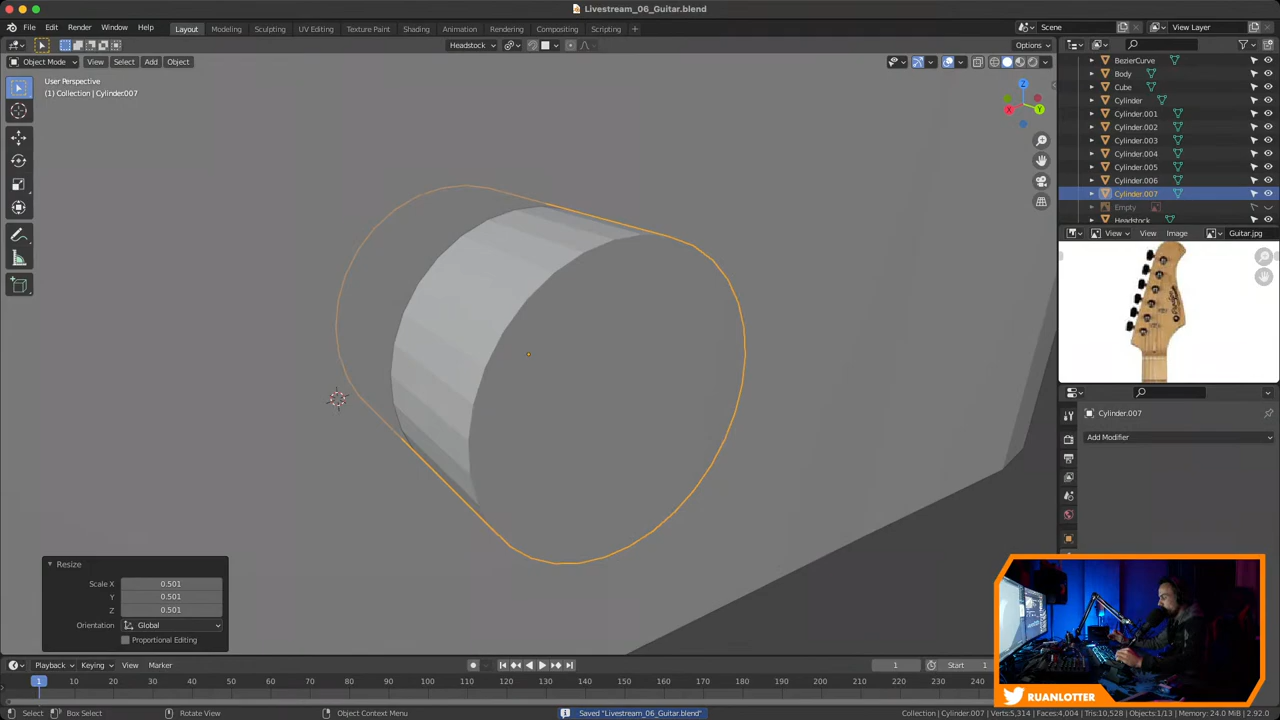 Livestream_06_Guitar.blend
File Edit Render Window Help Layout Modeling Sculpting UV Editing Texture Paint Shading Animation Rendering Compositing Scripting + Scene View Layer
Headstock Options
Object Mode View Select Add Object
User Perspective
(1) Collection | Cylinder.007
Z
X
Y
BezierCurve
Body
Cube
Cylinder
Cylinder.001
Cylinder.002
Cylinder.003
Cylinder.004
Cylinder.005
Cylinder.006
Cylinder.007
Empty
Headstock
View View Image Guitar.jpg
Cylinder.007
Add Modifier
Resize
Scale X 0.501
Y 0.501
Z 0.501
Orientation Global
Proportional Editing
Playback Keying View Marker 1 Start 1
1 10 20 30 40 50 60 70 80 90 100 110 120 130 140 150 160 170 180 190 200 210 220 230 240
RUANLOTTER
Select Box Select Rotate View Object Context Menu Saved "Livestream_06_Guitar.blend" Collection | Cylinder.007 | Verts:5,314 | Faces:4,004 | Tris:10,528 | Objects:1/13 | Memory: 24.0 MiB | 2.92.0